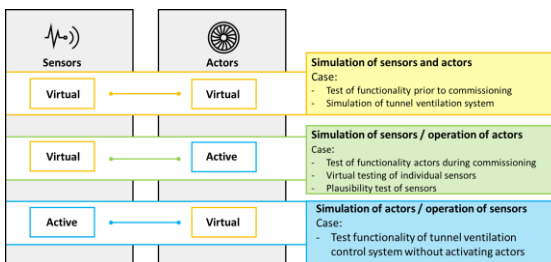 Sensors
Actors
Virtual
Virtual
Simulation of sensors and actors
Case:
- Test of functionality prior to commissioning
- Simulation of tunnel ventilation system
Virtual
Active
Simulation of sensors / operation of actors
Case:
- Test of functionality actors during commissioning
- Virtual testing of individual sensors
- Plausibility test of sensors
Active
Virtual
Simulation of actors / operation of sensors
Case:
- Test functionality of tunnel ventilation
control system without activating actors